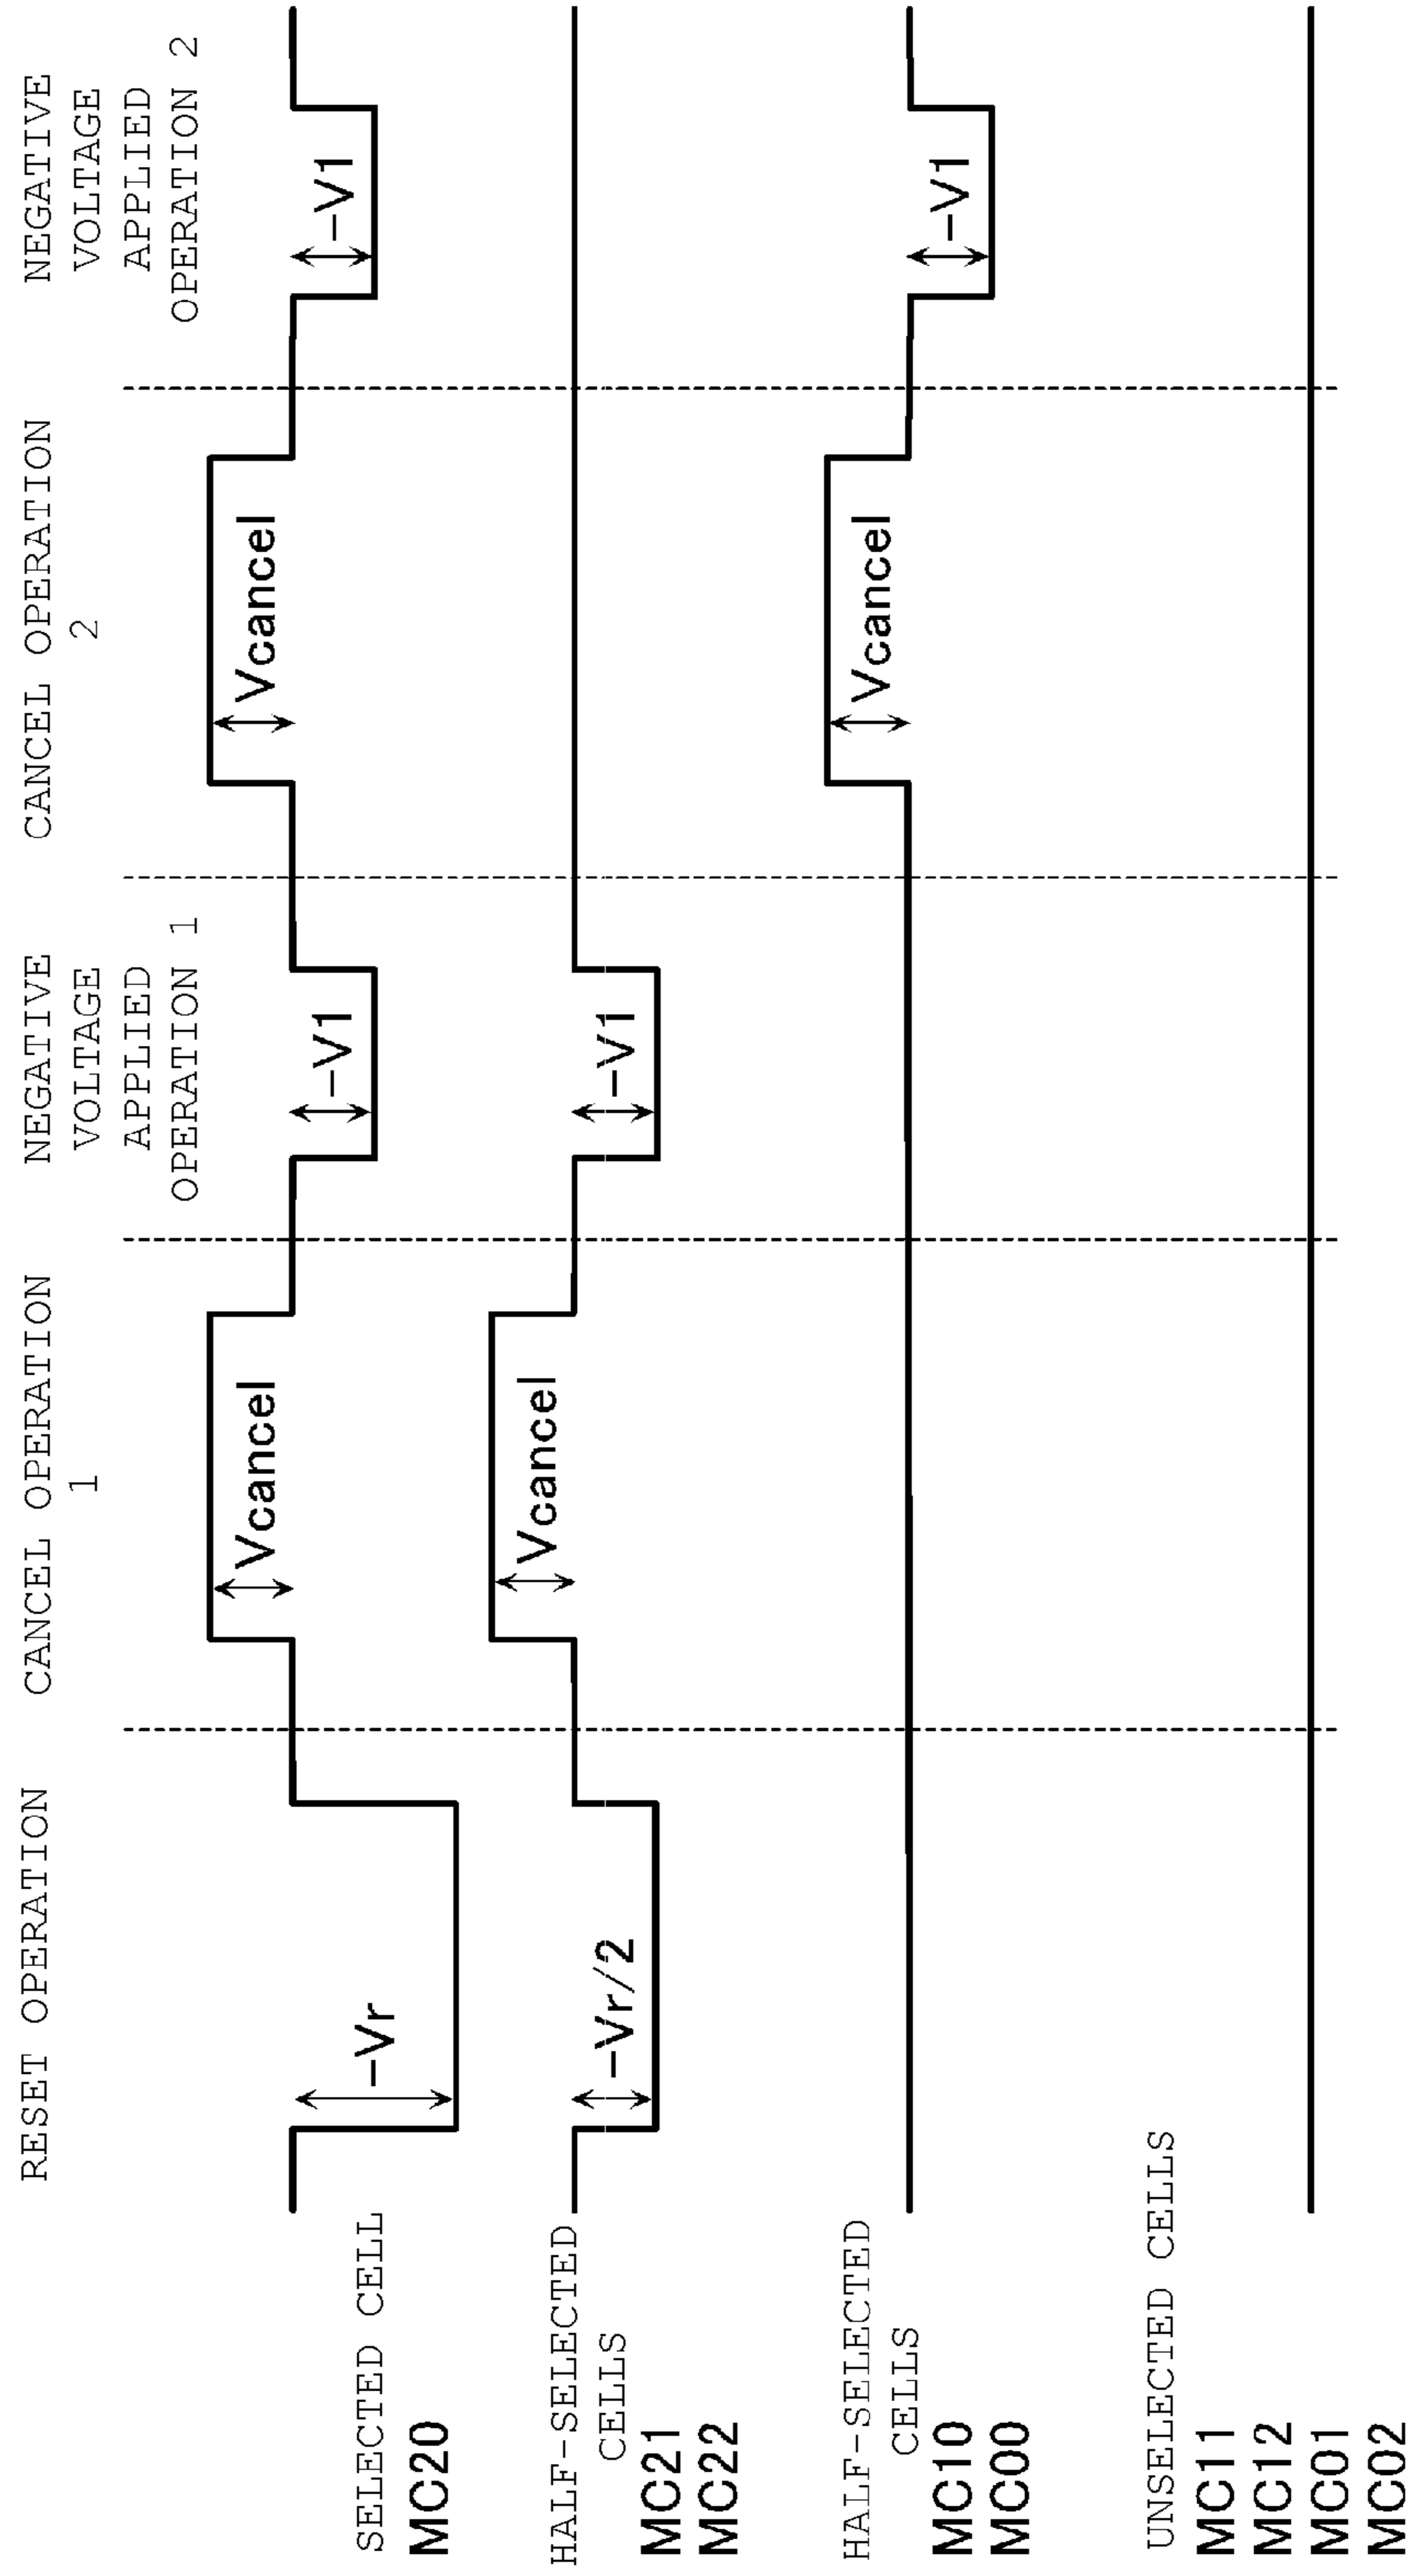 RESET OPERATION
CANCEL OPERATION
1
NEGATIVE
VOLTAGE
APPLIED
OPERATION 1
CANCEL OPERATION
2
NEGATIVE
VOLTAGE
APPLIED
OPERATION 2
SELECTED CELL
MC20
-Vr
Vcancel
-V1
Vcancel
-V1
HALF-SELECTED
CELLS
MC21
MC22
-Vr/2
Vcancel
-V1
HALF-SELECTED
CELLS
MC10
MC00
Vcancel
-V1
UNSELECTED CELLS
MC11
MC12
MC01
MC02